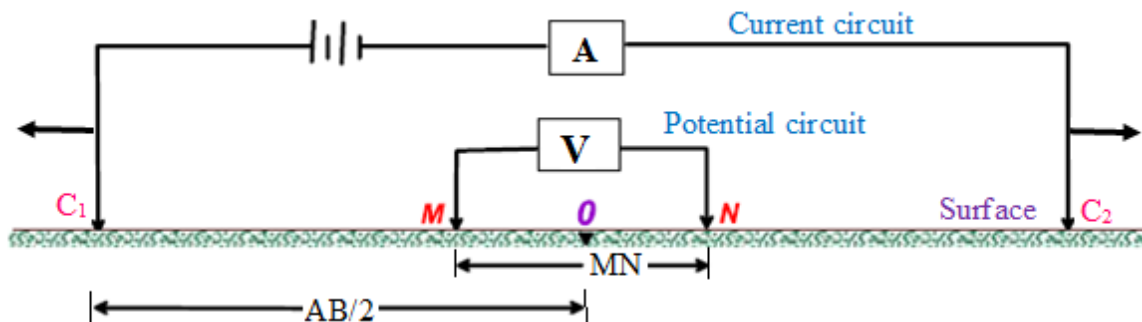 Current circuit
A
Potential circuit
V
C₁ M 0 N Surface C₂
MN
AB/2